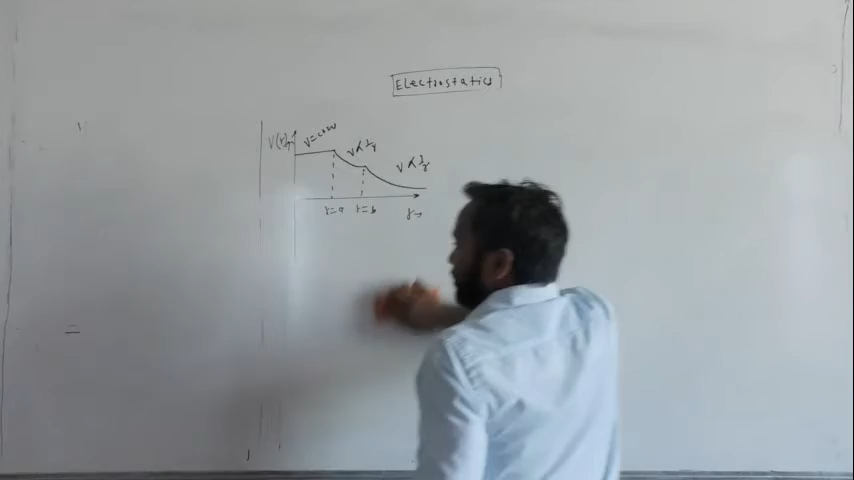 Electrostatics
V(r)
V=const
V∝1/r
V∝1/r
r=a r=b r→